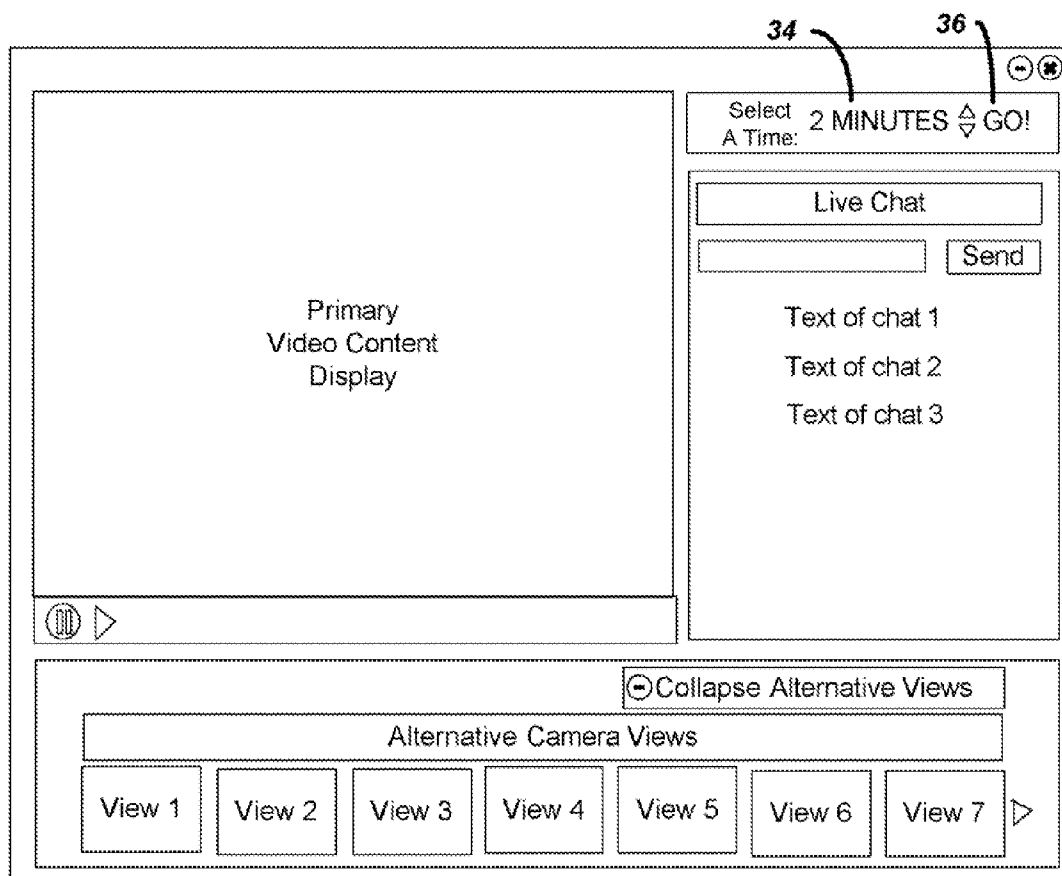 34
36
Select
A Time:
2 MINUTES
GO!
Live Chat
Send
Text of chat 1
Text of chat 2
Text of chat 3
Primary
Video Content
Display
Collapse Alternative Views
Alternative Camera Views
View 1
View 2
View 3
View 4
View 5
View 6
View 7